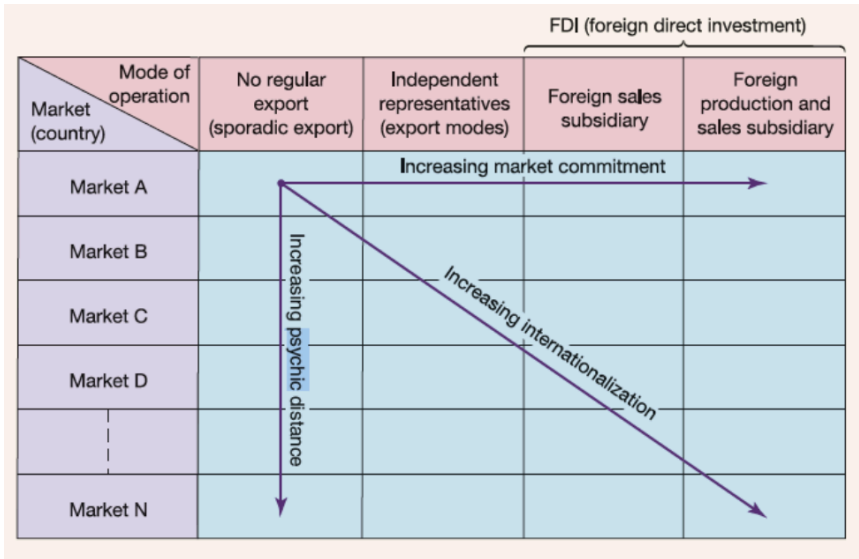 FDI (foreign direct investment)
Mode of
operation
Market
(country)
No regular
export
(sporadic export)
Independent
representatives
(export modes)
Foreign sales
subsidiary
Foreign
production and
sales subsidiary
Increasing market commitment
Market A
Market B
Market C
Market D
Market N
Increasing psychic distance
Increasing internationalization